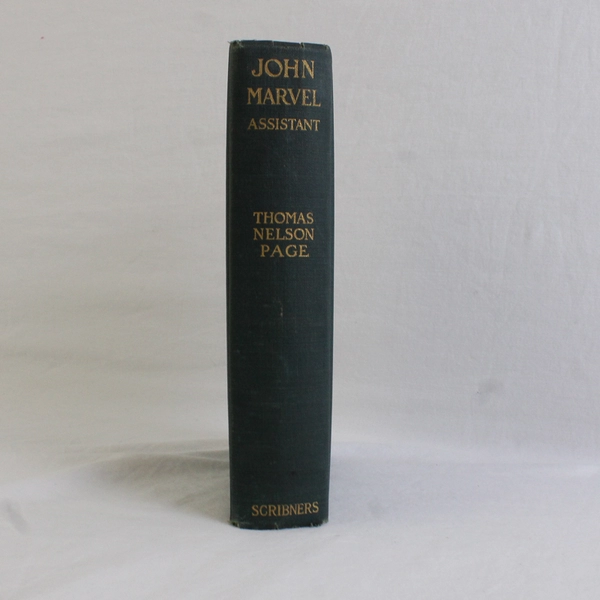 JOHN
MARVEL
ASSISTANT
THOMAS
NELSON
PAGE
SCRIBNERS